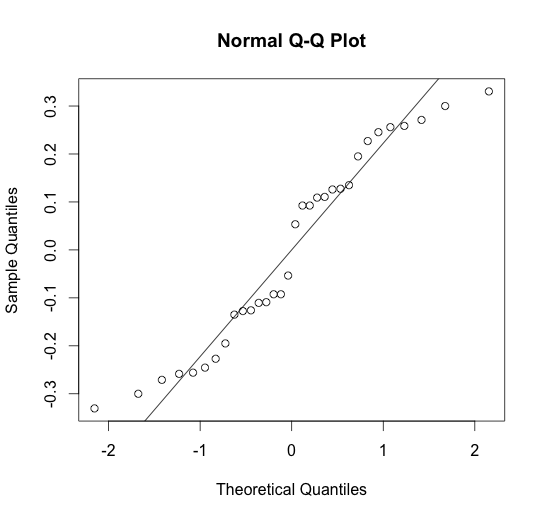 Normal Q-Q Plot
Sample Quantiles
0.3
0.2
0.1
0.0
-0.1
-0.2
-0.3
-2 -1 0 1 2
Theoretical Quantiles